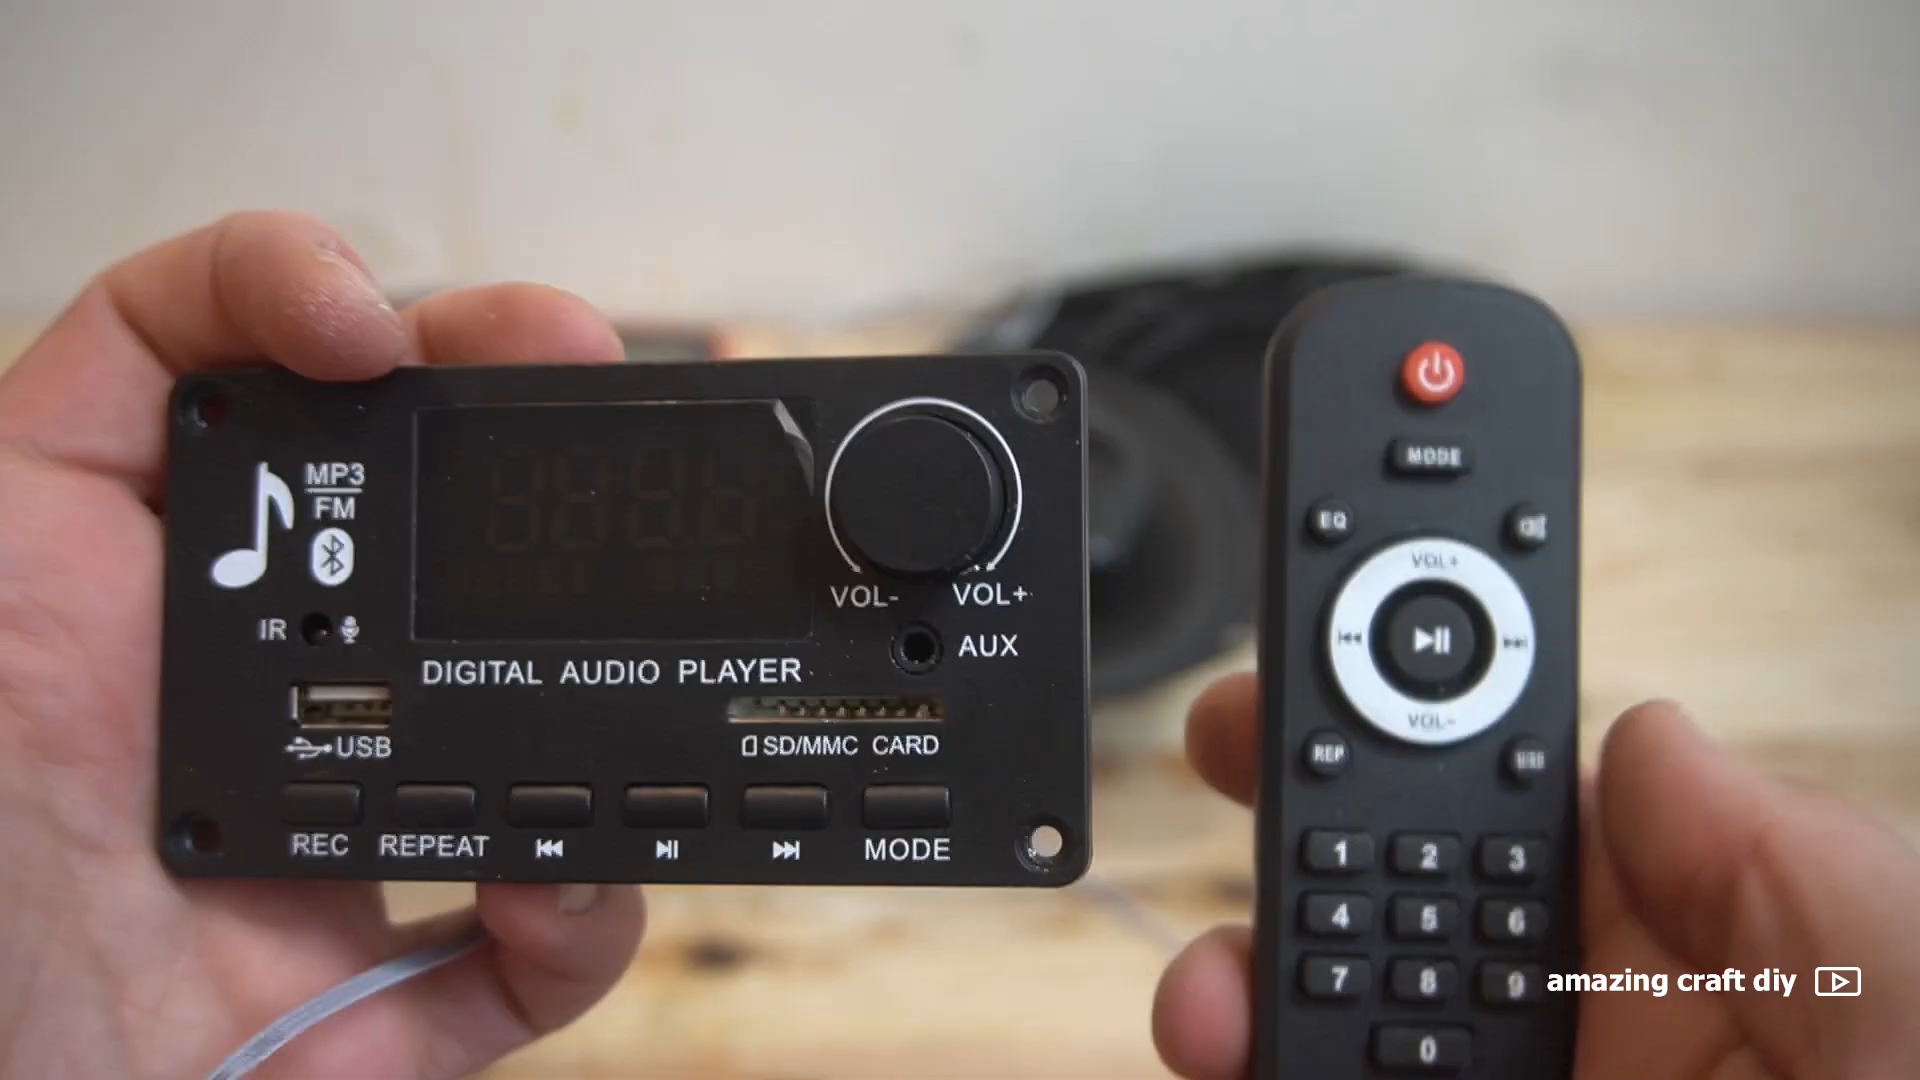 MP3
FM
IR
VOL- VOL+
AUX
DIGITAL AUDIO PLAYER
USB
SD/MMC CARD
REC REPEAT MODE
MODE
EQ
VOL+
VOL-
REP
1 2 3
4 5 6
7 8 9
0
amazing craft diy